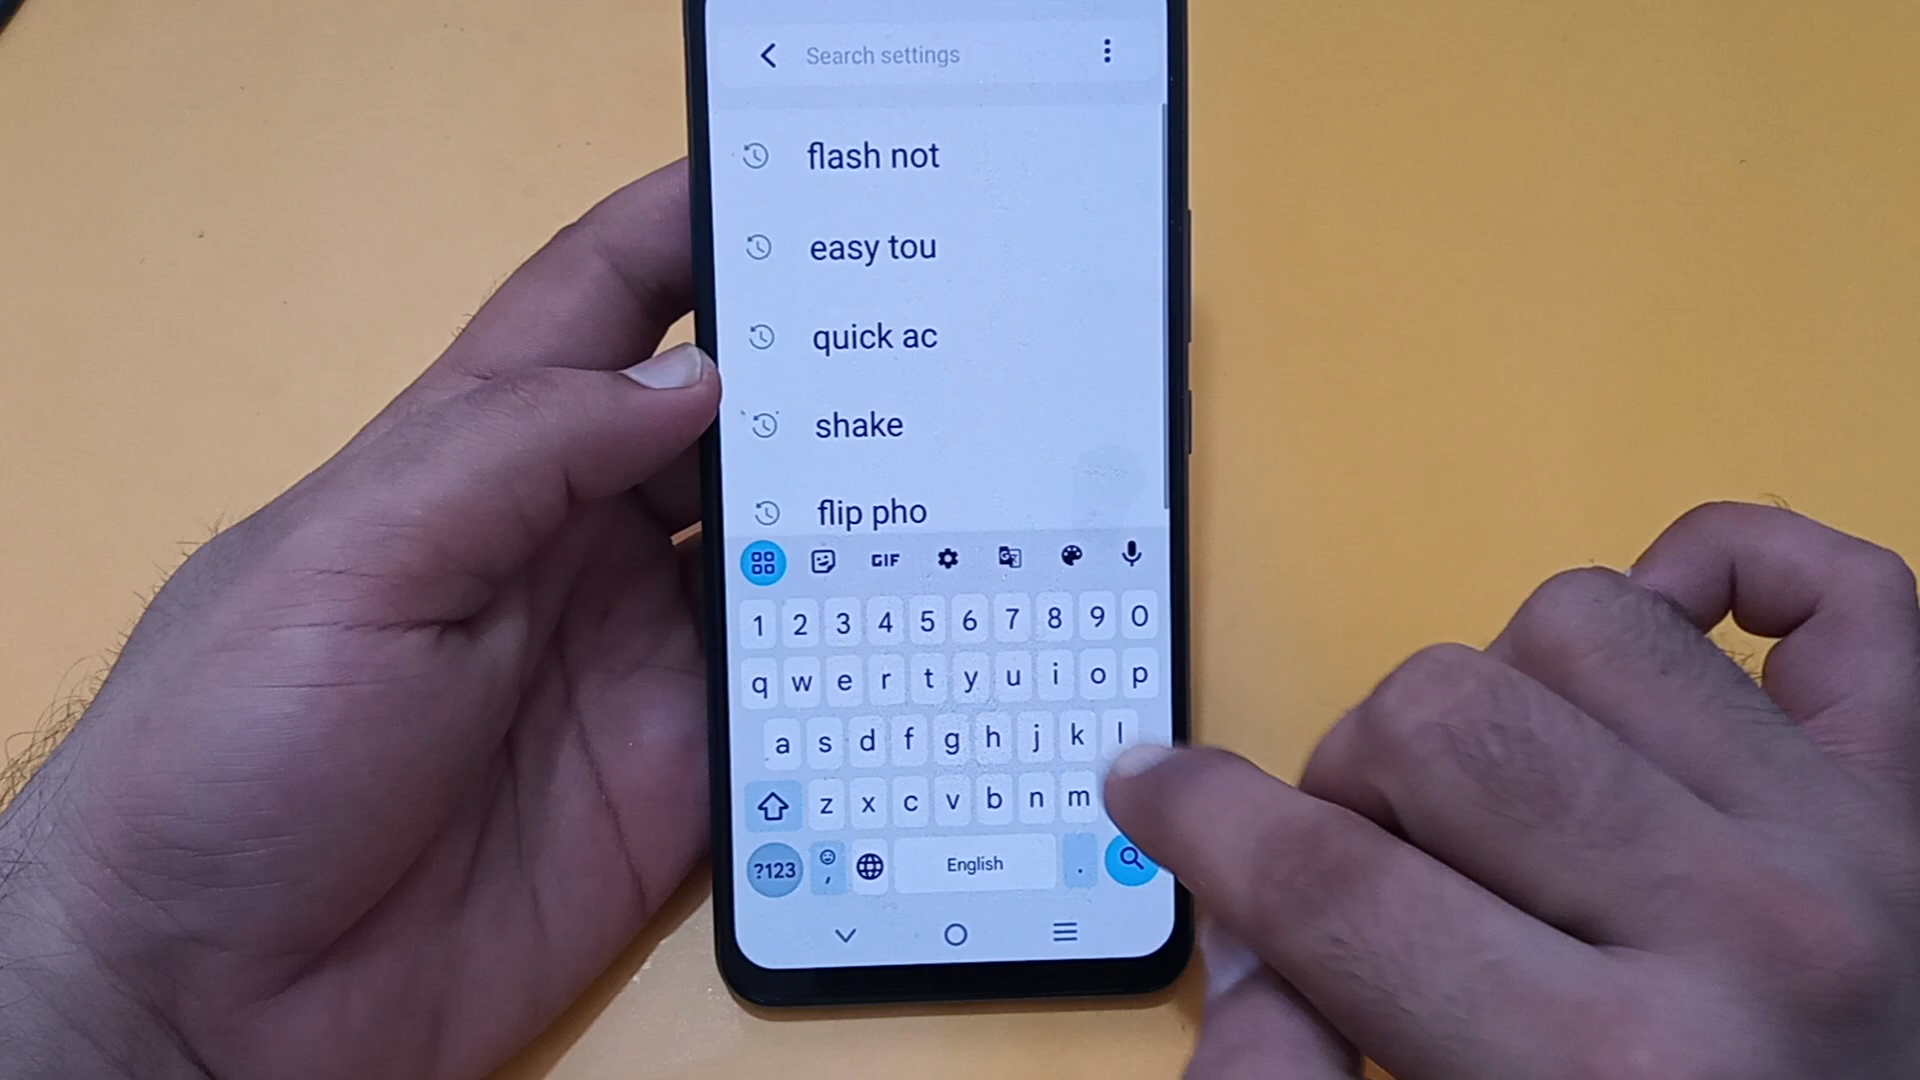 Search settings
flash not
easy tou
quick ac
shake
flip pho
GIF
1 2 3 4 5 6 7 8 9 0
q w e r t y u i o p
a s d f g h j k l
z x c v b n m
?123 , English .